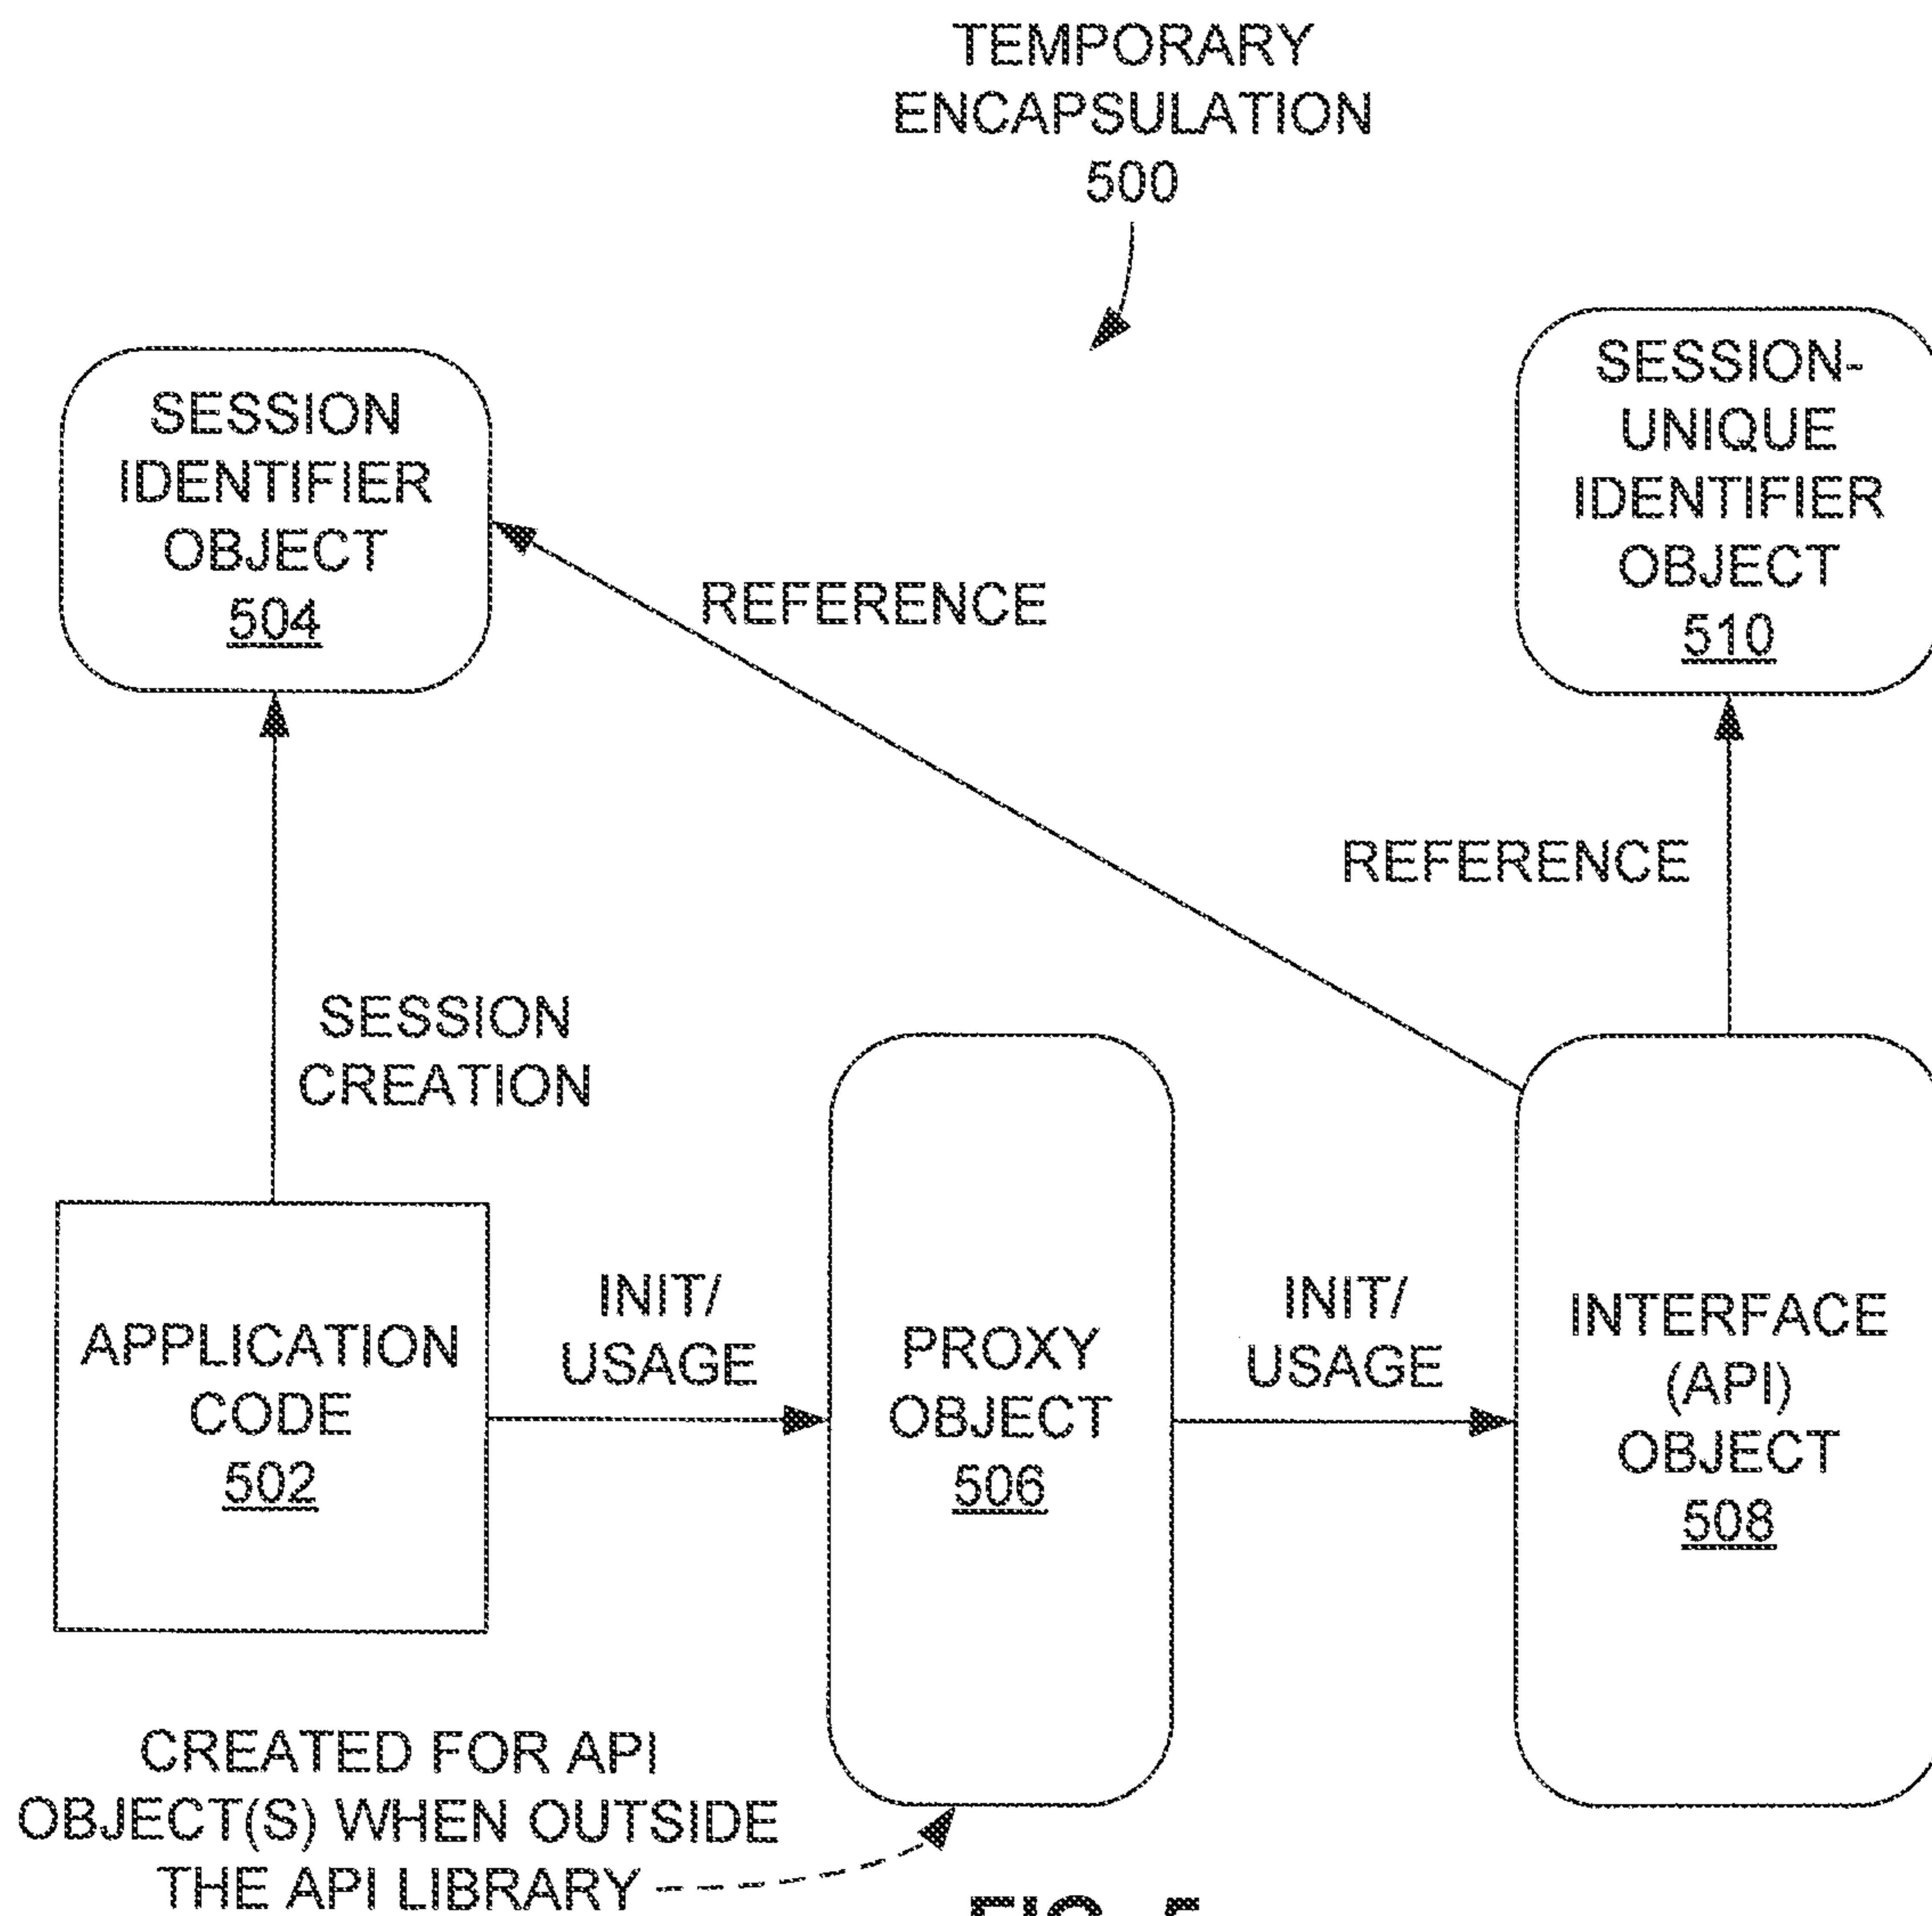 TEMPORARY
ENCAPSULATION
500
SESSION
IDENTIFIER
OBJECT
504
SESSION-
UNIQUE
IDENTIFIER
OBJECT
510
REFERENCE
REFERENCE
SESSION
CREATION
APPLICATION
CODE
502
INIT/
USAGE
PROXY
OBJECT
506
INIT/
USAGE
INTERFACE
(API)
OBJECT
508
CREATED FOR API
OBJECT(S) WHEN OUTSIDE
THE API LIBRARY
FIG. 5